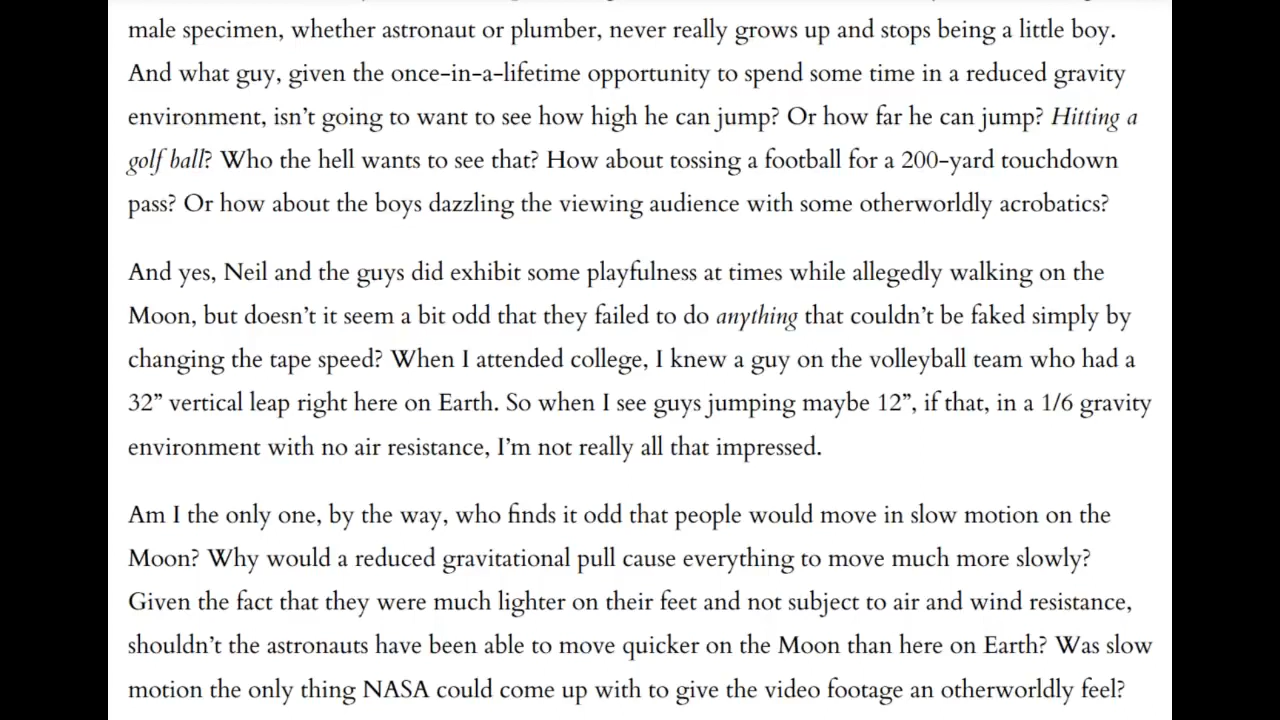 male specimen, whether astronaut or plumber, never really grows up and stops being a little boy.
And what guy, given the once-in-a-lifetime opportunity to spend some time in a reduced gravity
environment, isn’t going to want to see how high he can jump? Or how far he can jump? Hitting a
golf ball? Who the hell wants to see that? How about tossing a football for a 200-yard touchdown
pass? Or how about the boys dazzling the viewing audience with some otherworldly acrobatics?
And yes, Neil and the guys did exhibit some playfulness at times while allegedly walking on the
Moon, but doesn’t it seem a bit odd that they failed to do anything that couldn’t be faked simply by
changing the tape speed? When I attended college, I knew a guy on the volleyball team who had a
32” vertical leap right here on Earth. So when I see guys jumping maybe 12”, if that, in a 1/6 gravity
environment with no air resistance, I’m not really all that impressed.
Am I the only one, by the way, who finds it odd that people would move in slow motion on the
Moon? Why would a reduced gravitational pull cause everything to move much more slowly?
Given the fact that they were much lighter on their feet and not subject to air and wind resistance,
shouldn’t the astronauts have been able to move quicker on the Moon than here on Earth? Was slow
motion the only thing NASA could come up with to give the video footage an otherworldly feel?